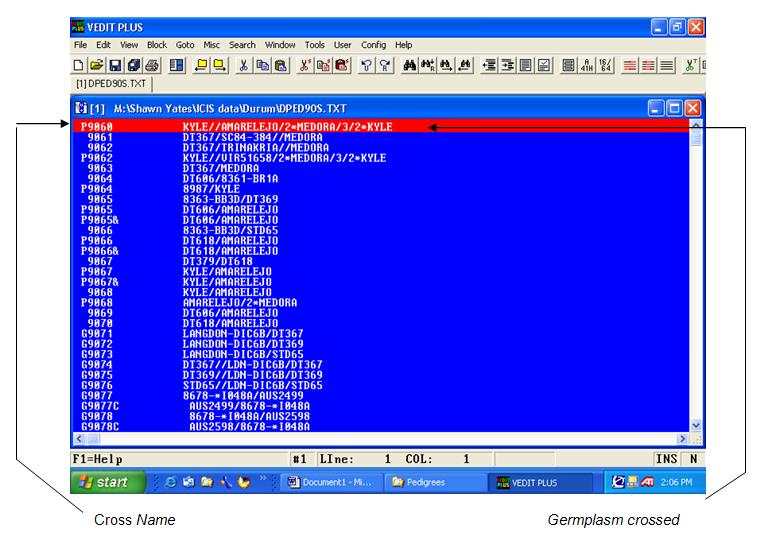 VEDIT PLUS
File Edit View Block Goto Misc Search Window Tools User Config Help
[1] DPED90S.TXT
[1] M:\Shawn Yates\ICIS data\Durum\DPED90S.TXT
P9060 KYLE//AMARELEJO/2*MEDORA/3/2*KYLE
9061 DT367/SC84-384//MEDORA
9062 DT367/TRINAKRIA//MEDORA
P9062 KYLE//VIR51658/2*MEDORA/3/2*KYLE
9063 DT367/MEDORA
9064 DT606/8361-BR1A
P9064 8987/KYLE
9065 8363-BB3D/DT369
P9065 DT606/AMARELEJO
P9065& DT606/AMARELEJO
9066 8363-BB3D/STD65
P9066 DT618/AMARELEJO
P9066& DT618/AMARELEJO
9067 DT379/DT618
P9067 KYLE/AMARELEJO
P9067& KYLE/AMARELEJO
9068 KYLE/AMARELEJO
P9068 AMARELEJO/2*MEDORA
9069 DT606/AMARELEJO
9070 DT618/AMARELEJO
G9071 LANGDON-DIC6B/DT367
G9072 LANGDON-DIC6B/DT369
G9073 LANGDON-DIC6B/STD65
G9074 DT367//LDN-DIC6B/DT367
G9075 DT369//LDN-DIC6B/DT369
G9076 STD65//LDN-DIC6B/STD65
G9077 8678-*I048A/AUS2499
G9077C AUS2499/8678-*I048A
G9078 8678-*I048A/AUS2598
G9078C AUS2598/8678-*I048A
F1=Help #1 LIne: 1 COL: 1 INS N
start Document1 - Mi... Pedigrees VEDIT PLUS 2:06 PM
Cross Name Germplasm crossed